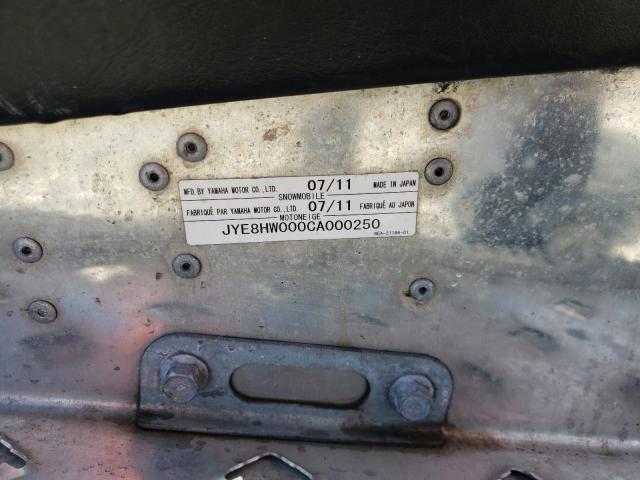 MFD.BY YAMAHA MOTOR CO.,LTD. 07/11 MADE IN JAPAN
SNOWMOBILE
FABRIQUÉ PAR YAMAHA MOTOR CO.,LTD. 07/11 FABRIQUÉ AU JAPON
MOTONEIGE
JYE8HW000CA000250